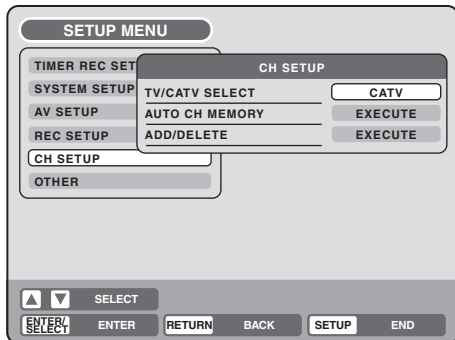 SETUP MENU
TIMER REC SET
SYSTEM SETUP
AV SETUP
REC SETUP
CH SETUP
OTHER
CH SETUP
TV/CATV SELECT CATV
AUTO CH MEMORY EXECUTE
ADD/DELETE EXECUTE
SELECT
ENTER/SELECT ENTER RETURN BACK SETUP END